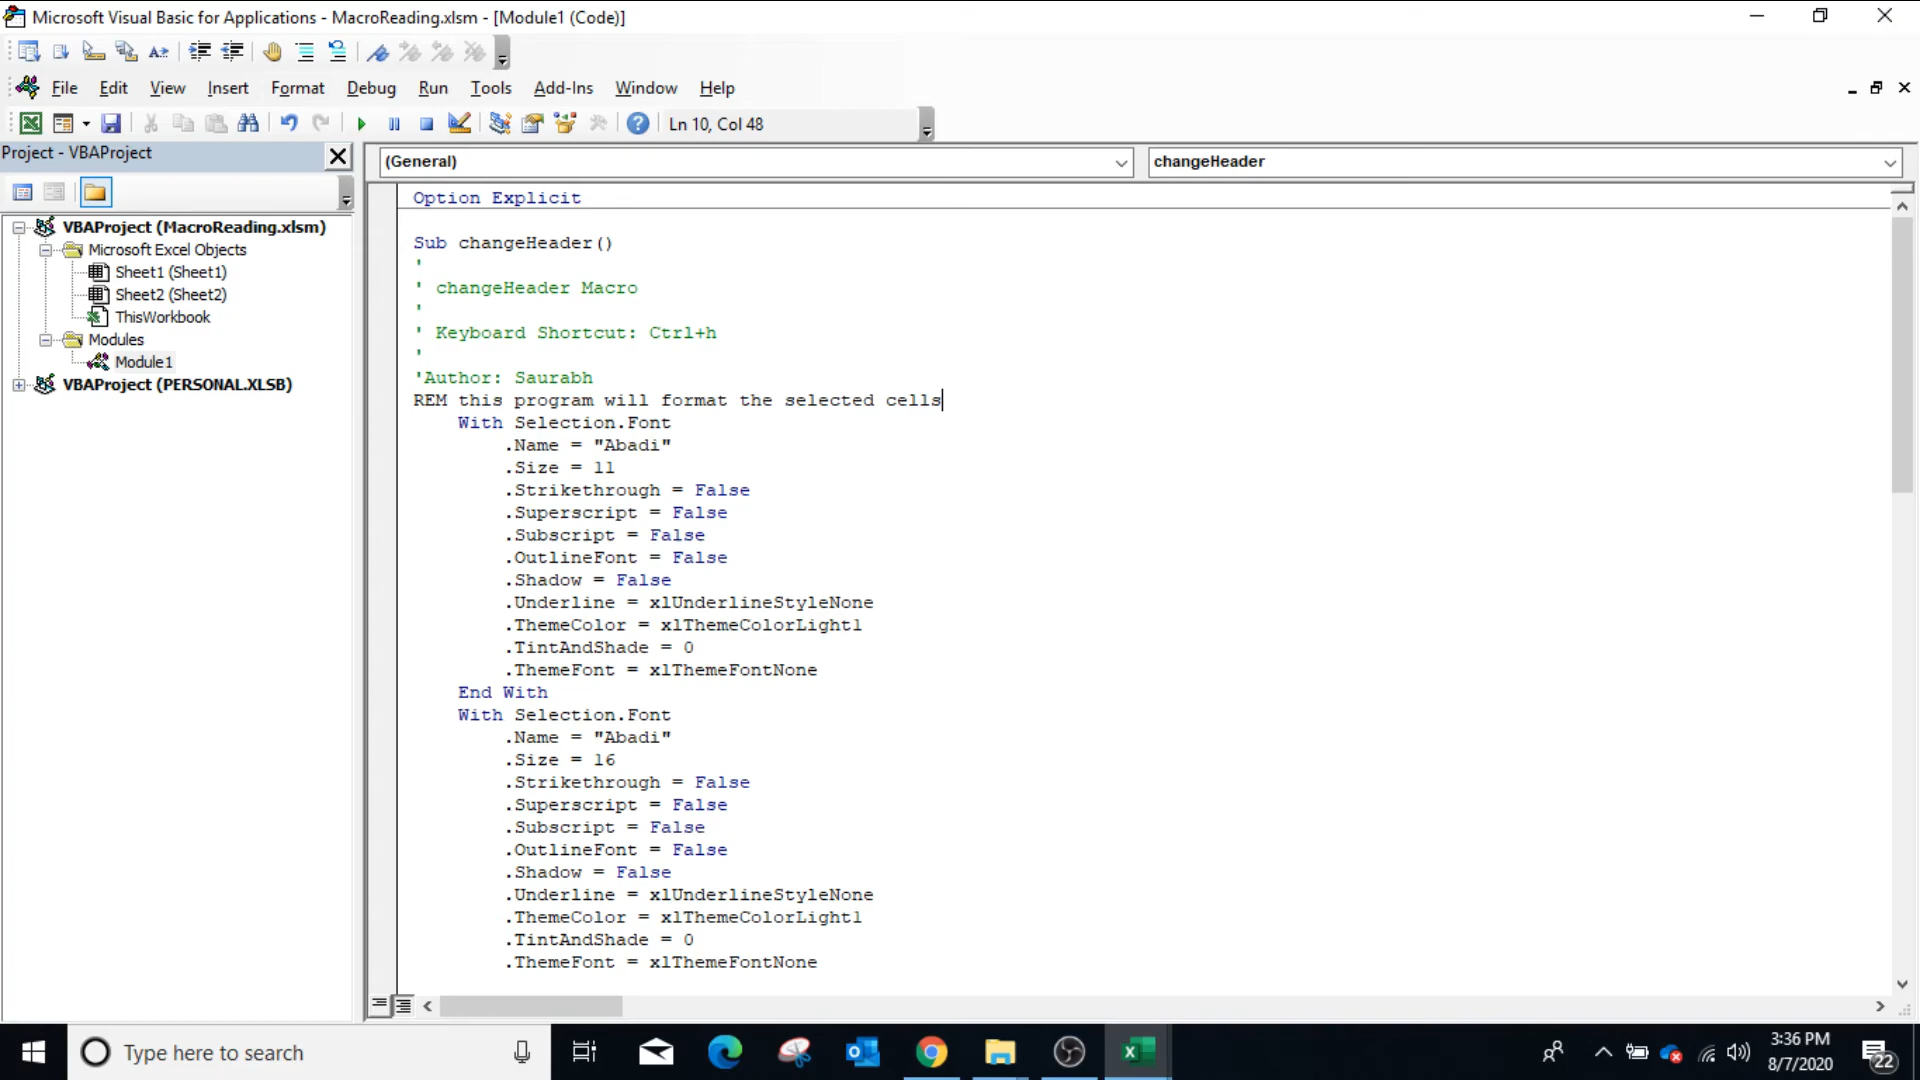 Microsoft Visual Basic for Applications - MacroReading.xlsm - [Module1 (Code)]
File Edit View Insert Format Debug Run Tools Add-Ins Window Help
Ln 10, Col 48
Project - VBAProject
(General)
changeHeader
VBAProject (MacroReading.xlsm)
Microsoft Excel Objects
Sheet1 (Sheet1)
Sheet2 (Sheet2)
ThisWorkbook
Modules
Module1
VBAProject (PERSONAL.XLSB)
Option Explicit
Sub changeHeader()
'
' changeHeader Macro
'
' Keyboard Shortcut: Ctrl+h
'
'Author: Saurabh
REM this program will format the selected cells
With Selection.Font
.Name = "Abadi"
.Size = 11
.Strikethrough = False
.Superscript = False
.Subscript = False
.OutlineFont = False
.Shadow = False
.Underline = xlUnderlineStyleNone
.ThemeColor = xlThemeColorLight1
.TintAndShade = 0
.ThemeFont = xlThemeFontNone
End With
With Selection.Font
.Name = "Abadi"
.Size = 16
.Strikethrough = False
.Superscript = False
.Subscript = False
.OutlineFont = False
.Shadow = False
.Underline = xlUnderlineStyleNone
.ThemeColor = xlThemeColorLight1
.TintAndShade = 0
.ThemeFont = xlThemeFontNone
Type here to search
3:36 PM
8/7/2020
22